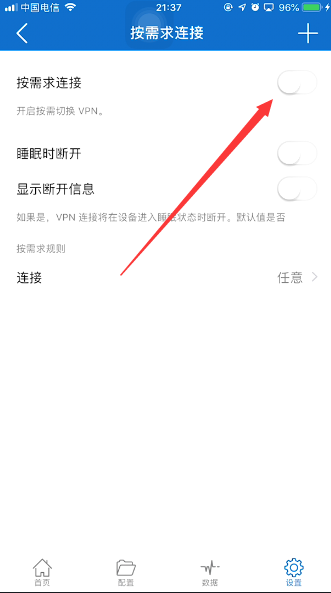 中国电信 21:37 96%
按需求连接
按需求连接
开启按需切换 VPN。
睡眠时断开
显示断开信息
如果是，VPN 连接将在设备进入睡眠状态时断开。默认值是否
按需求规则
连接 任意
首页 配置 数据 设置